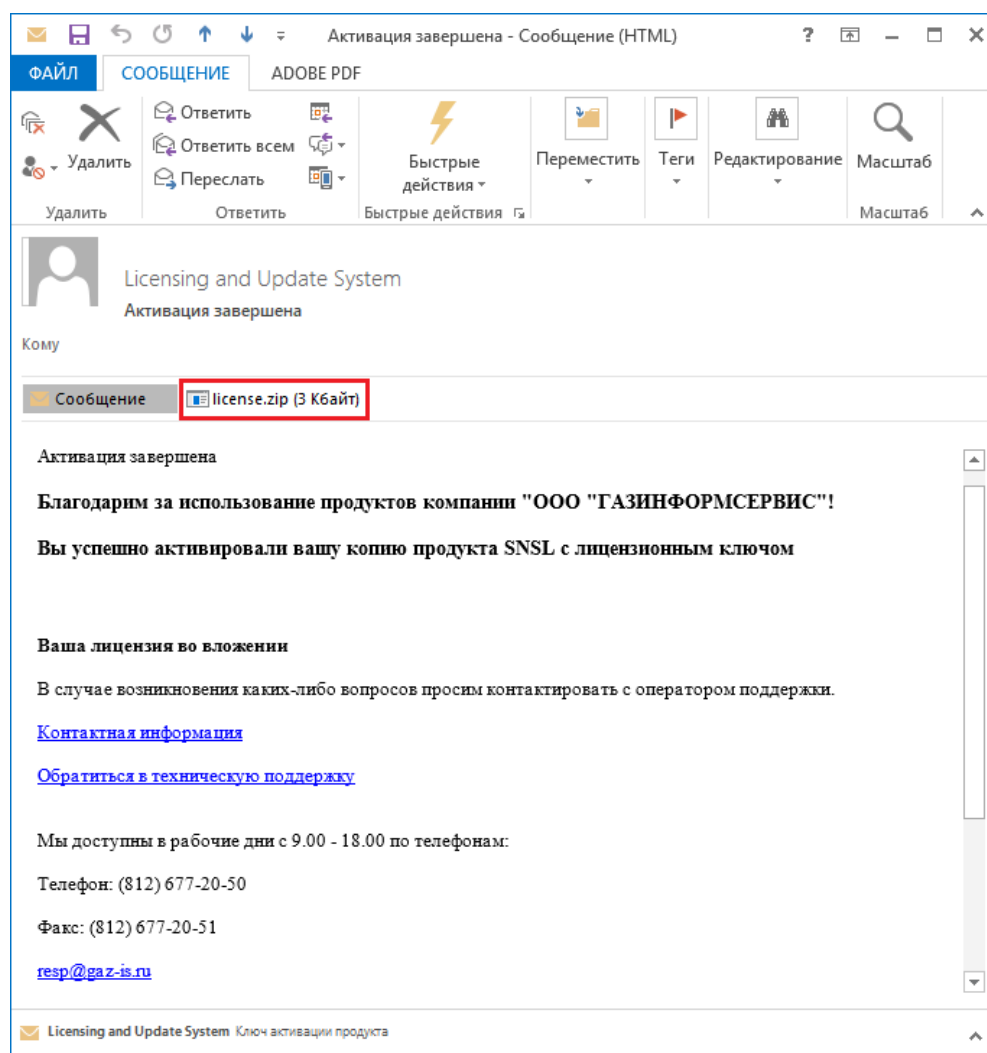 Активация завершена - Сообщение (HTML)
ФАЙЛ СООБЩЕНИЕ ADOBE PDF
Удалить
Ответить
Ответить всем
Переслать
Быстрые действия
Переместить
Теги
Редактирование
Масштаб
Удалить Ответить Быстрые действия Масштаб
Licensing and Update System
Активация завершена
Кому
Сообщение license.zip (3 Кбайт)
Активация завершена
Благодарим за использование продуктов компании "ООО "ГАЗИНФОРМСЕРВИС"!
Вы успешно активировали вашу копию продукта SNSL с лицензионным ключом
Ваша лицензия во вложении
В случае возникновения каких-либо вопросов просим контактировать с оператором поддержки.
Контактная информация
Обратиться в техническую поддержку
Мы доступны в рабочие дни с 9.00 - 18.00 по телефонам:
Телефон: (812) 677-20-50
Факс: (812) 677-20-51
resp@gaz-is.ru
Licensing and Update System Ключ активации продукта